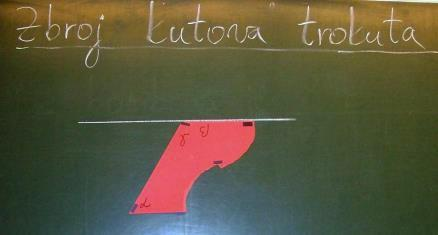 Zbroj kutova trokuta
β
γ
α